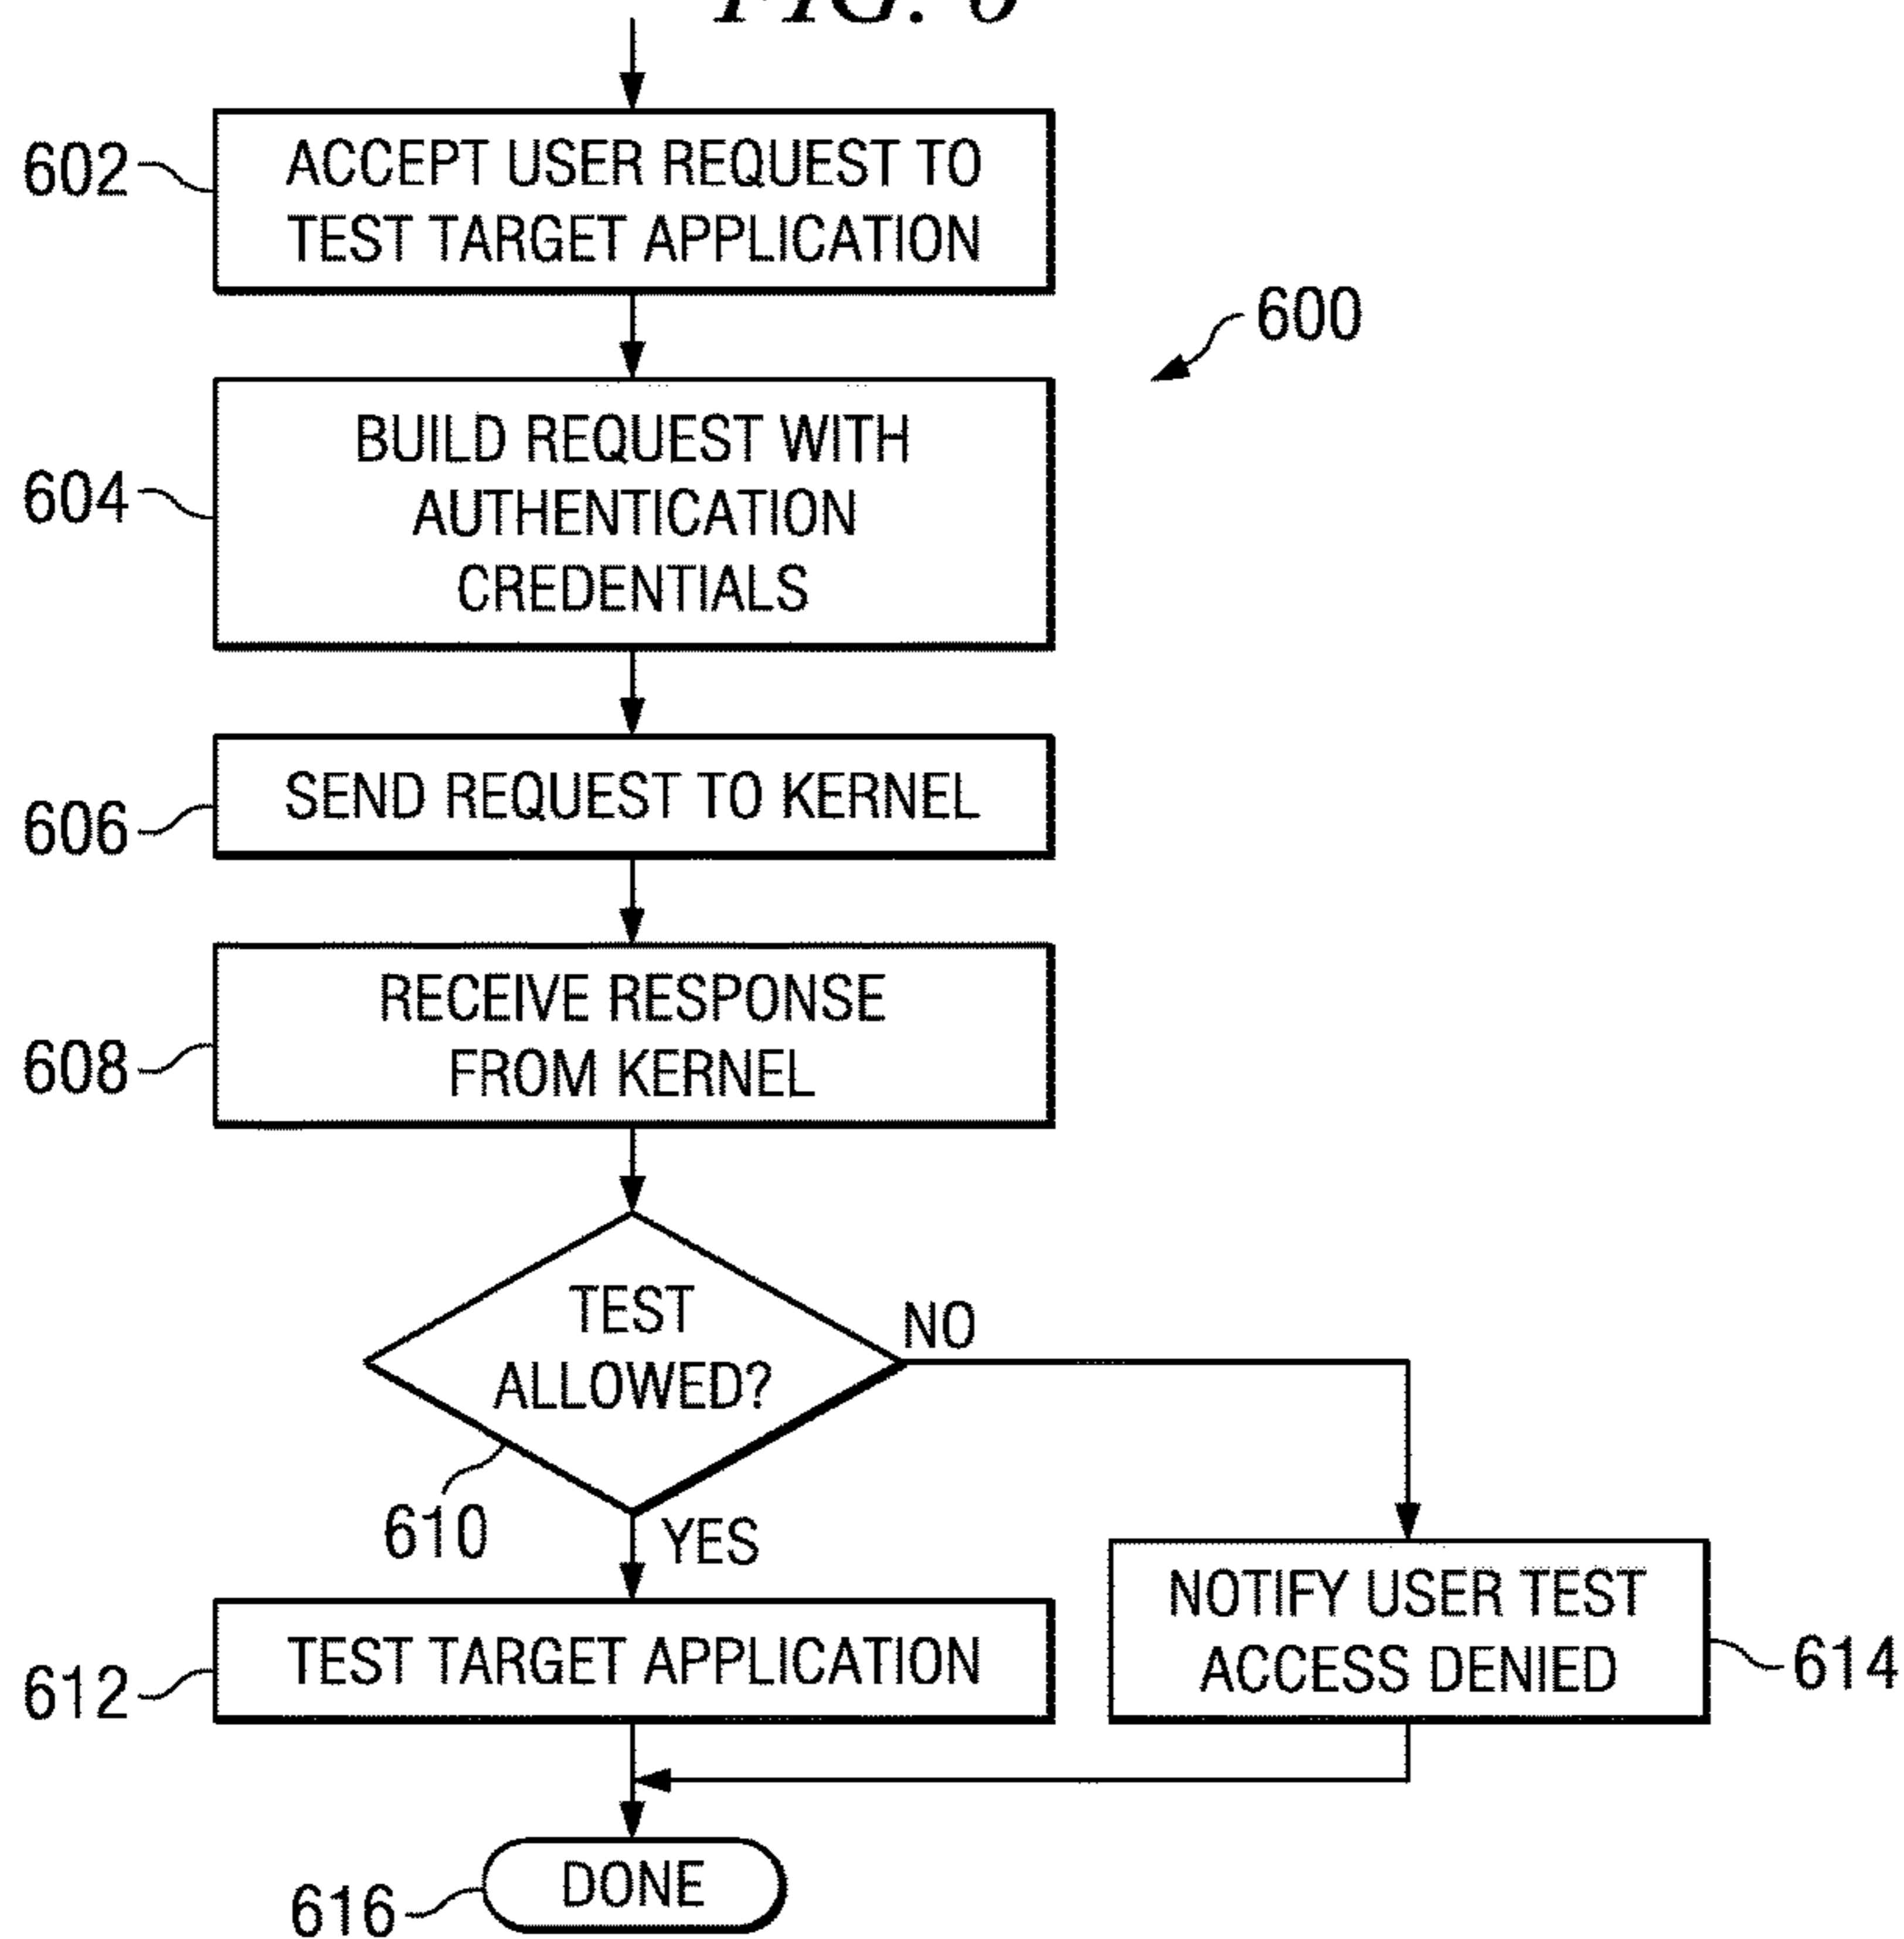 FIG. 6
602
ACCEPT USER REQUEST TO
TEST TARGET APPLICATION
600
604
BUILD REQUEST WITH
AUTHENTICATION
CREDENTIALS
606
SEND REQUEST TO KERNEL
608
RECEIVE RESPONSE
FROM KERNEL
TEST
ALLOWED?
NO
610
YES
612
TEST TARGET APPLICATION
NOTIFY USER TEST
ACCESS DENIED
614
616
DONE